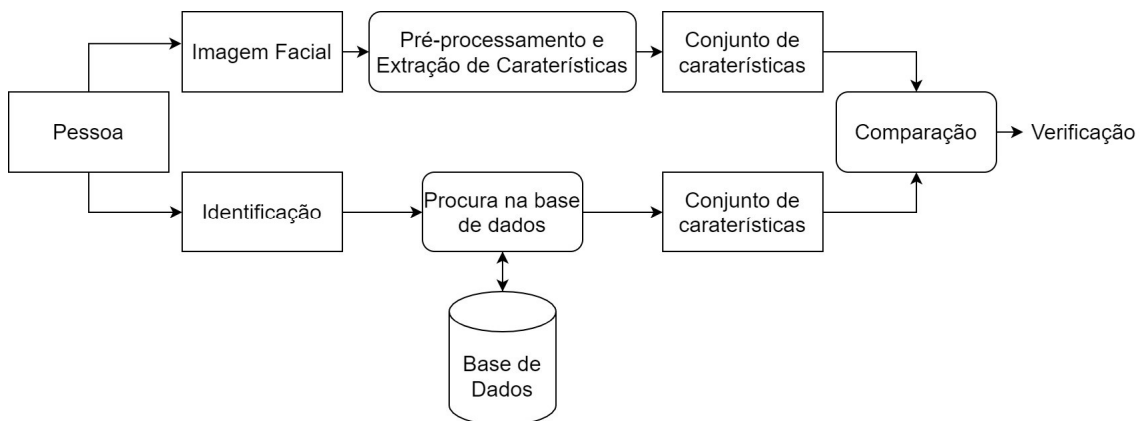 Imagem Facial
Pré-processamento e
Extração de Caraterísticas
Conjunto de
caraterísticas
Pessoa
Comparação
Verificação
Identificação
Procura na base
de dados
Conjunto de
caraterísticas
Base de
Dados